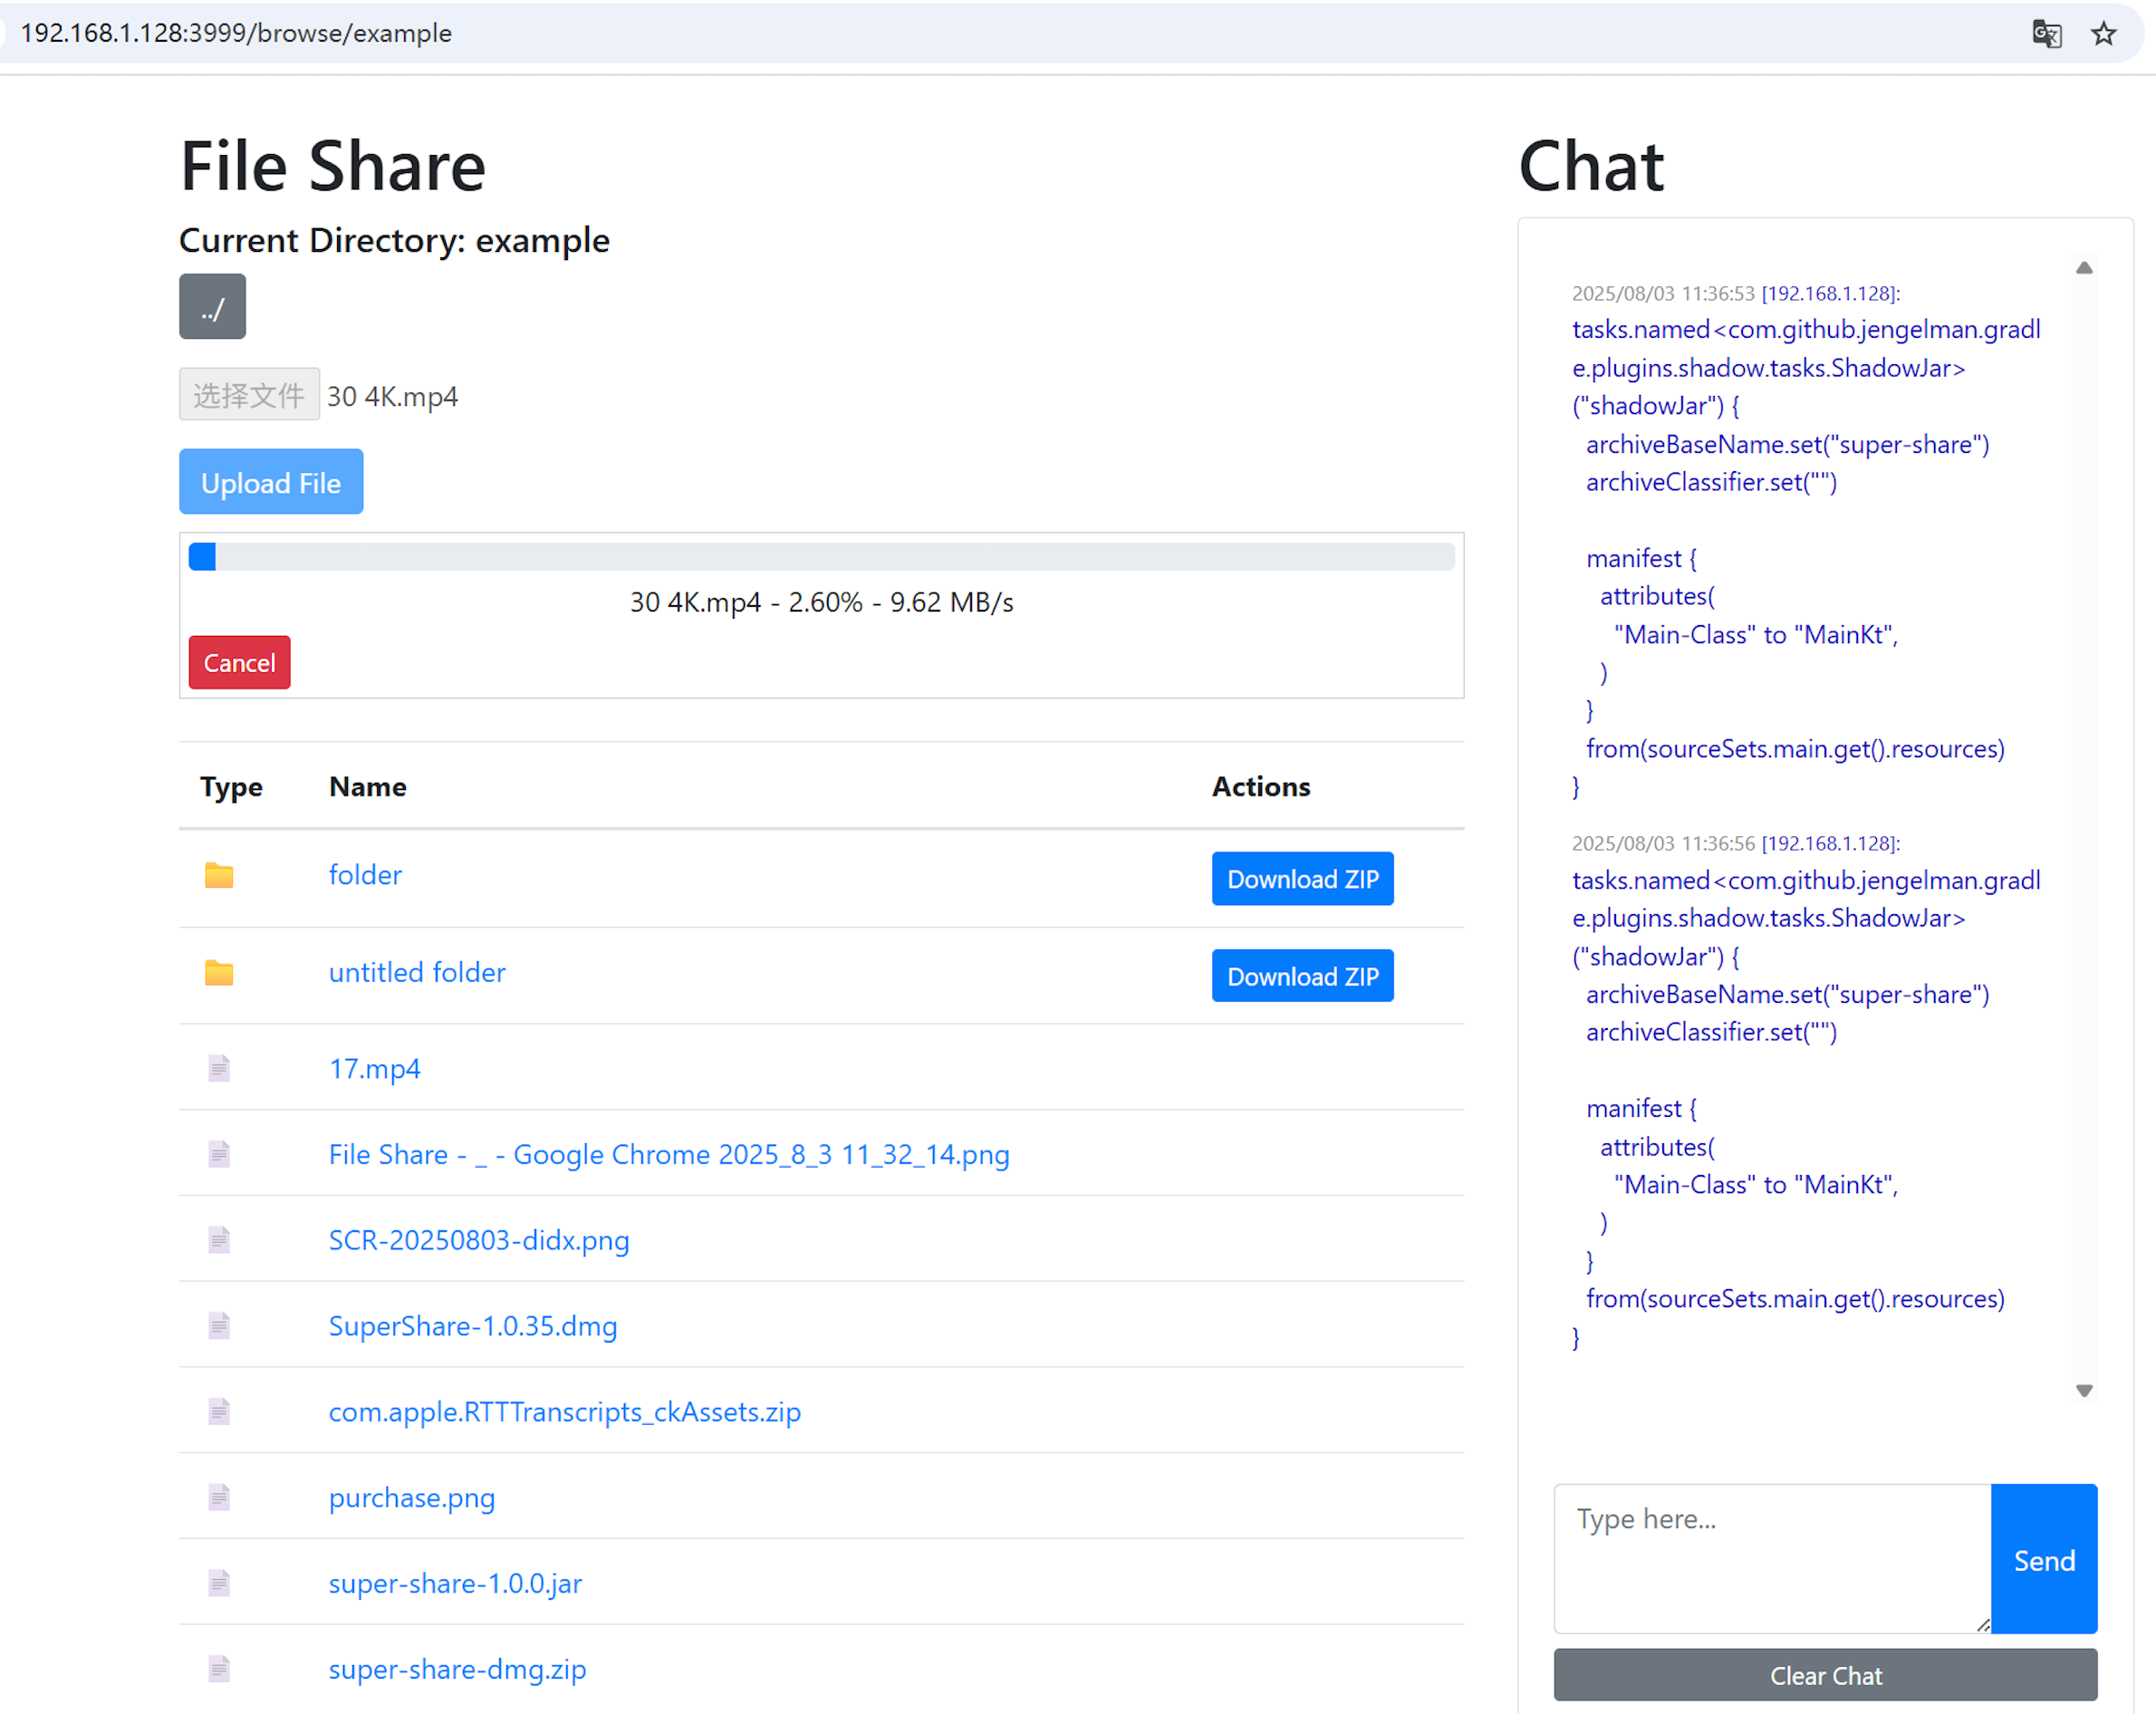 192.168.1.128:3999/browse/example
File Share
Current Directory: example
../
选择文件 30 4K.mp4
Upload File
30 4K.mp4 - 2.60% - 9.62 MB/s
Cancel
Type Name Actions
folder Download ZIP
untitled folder Download ZIP
17.mp4
File Share - _ - Google Chrome 2025_8_3 11_32_14.png
SCR-20250803-didx.png
SuperShare-1.0.35.dmg
com.apple.RTTTranscripts_ckAssets.zip
purchase.png
super-share-1.0.0.jar
super-share-dmg.zip
Chat
2025/08/03 11:36:53 [192.168.1.128]:
tasks.named<com.github.jengelman.gradl
e.plugins.shadow.tasks.ShadowJar>
("shadowJar") {
archiveBaseName.set("super-share")
archiveClassifier.set("")
manifest {
attributes(
"Main-Class" to "MainKt",
)
}
from(sourceSets.main.get().resources)
}
2025/08/03 11:36:56 [192.168.1.128]:
tasks.named<com.github.jengelman.gradl
e.plugins.shadow.tasks.ShadowJar>
("shadowJar") {
archiveBaseName.set("super-share")
archiveClassifier.set("")
manifest {
attributes(
"Main-Class" to "MainKt",
)
}
from(sourceSets.main.get().resources)
}
Type here...
Send
Clear Chat